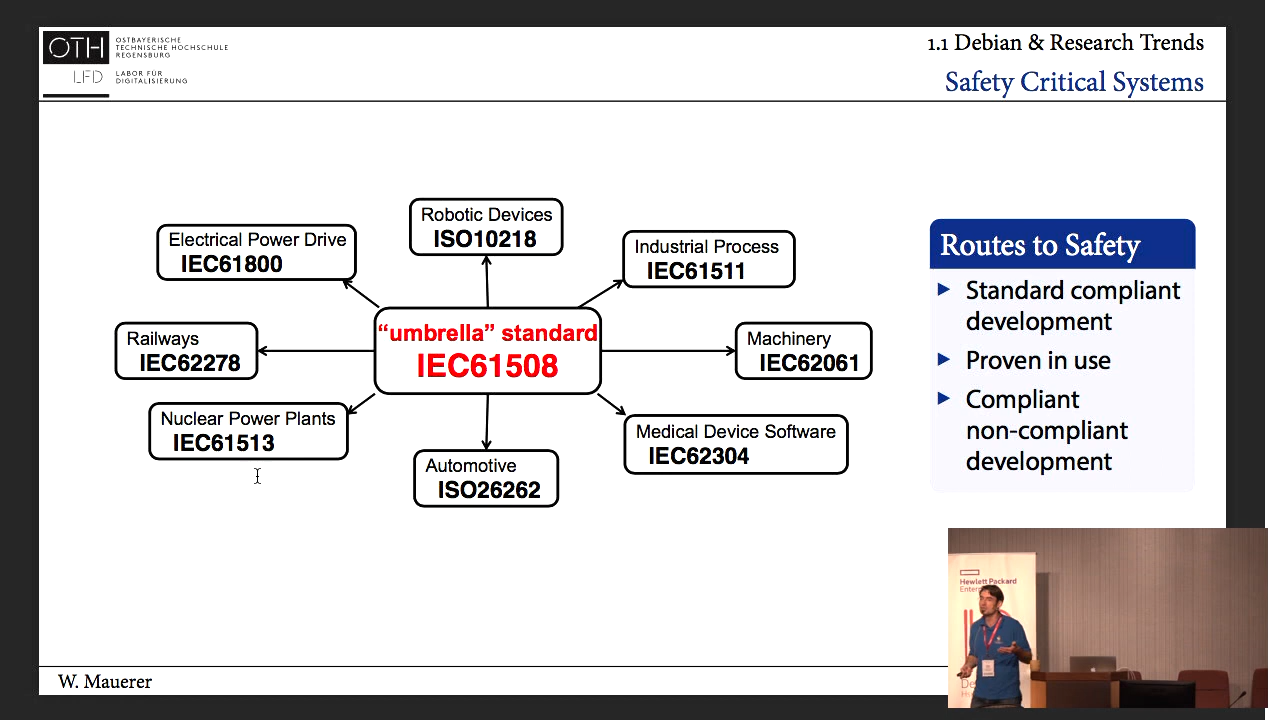 OTH
OSTBAYERISCHE
TECHNISCHE HOCHSCHULE
REGENSBURG
LFD
LABOR FÜR
DIGITALISIERUNG
1.1 Debian & Research Trends
Safety Critical Systems
Robotic Devices
ISO10218
Electrical Power Drive
IEC61800
Industrial Process
IEC61511
"umbrella" standard
IEC61508
Railways
IEC62278
Machinery
IEC62061
Nuclear Power Plants
IEC61513
Medical Device Software
IEC62304
Automotive
ISO26262
Routes to Safety
Standard compliant
development
Proven in use
Compliant
non-compliant
development
Hewlett Packard
W. Mauerer